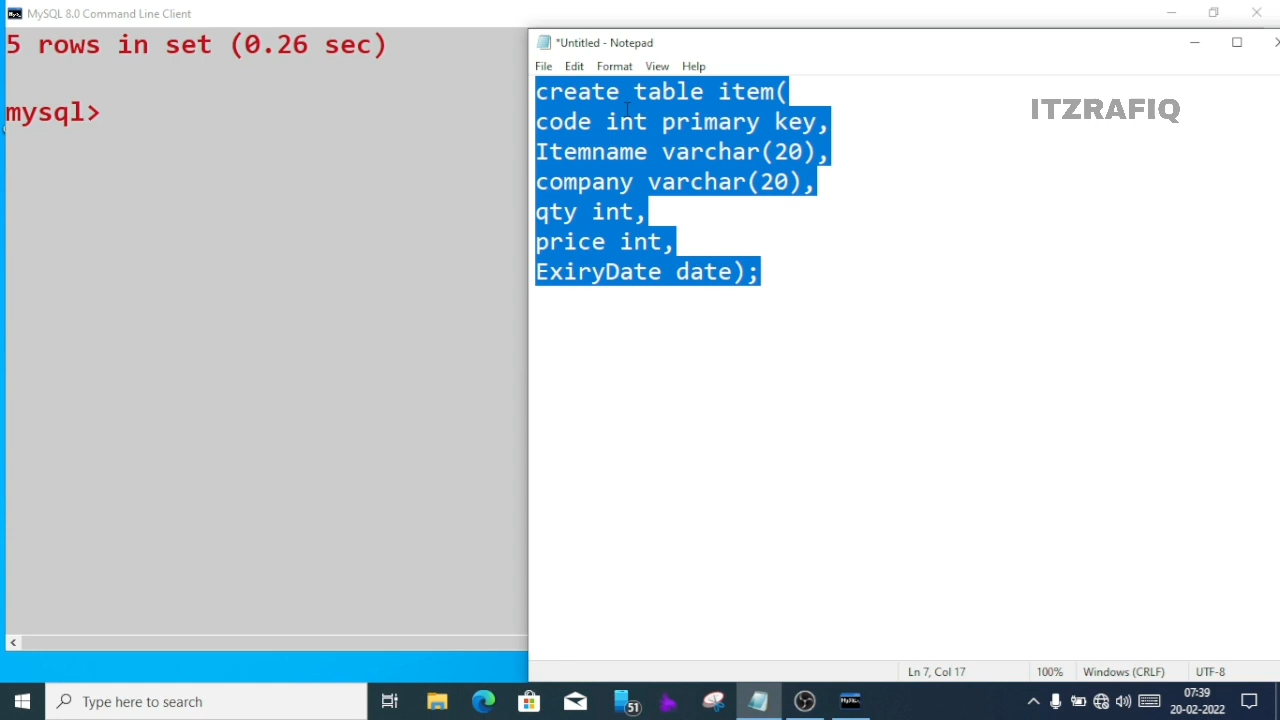 MySQL 8.0 Command Line Client
5 rows in set (0.26 sec)
mysql>
*Untitled - Notepad
File Edit Format View Help
create table item(
code int primary key,
Itemname varchar(20),
company varchar(20),
qty int,
price int,
ExiryDate date);
ITZRAFIQ
Ln 7, Col 17 100% Windows (CRLF) UTF-8
Type here to search
51
07:39
20-02-2022